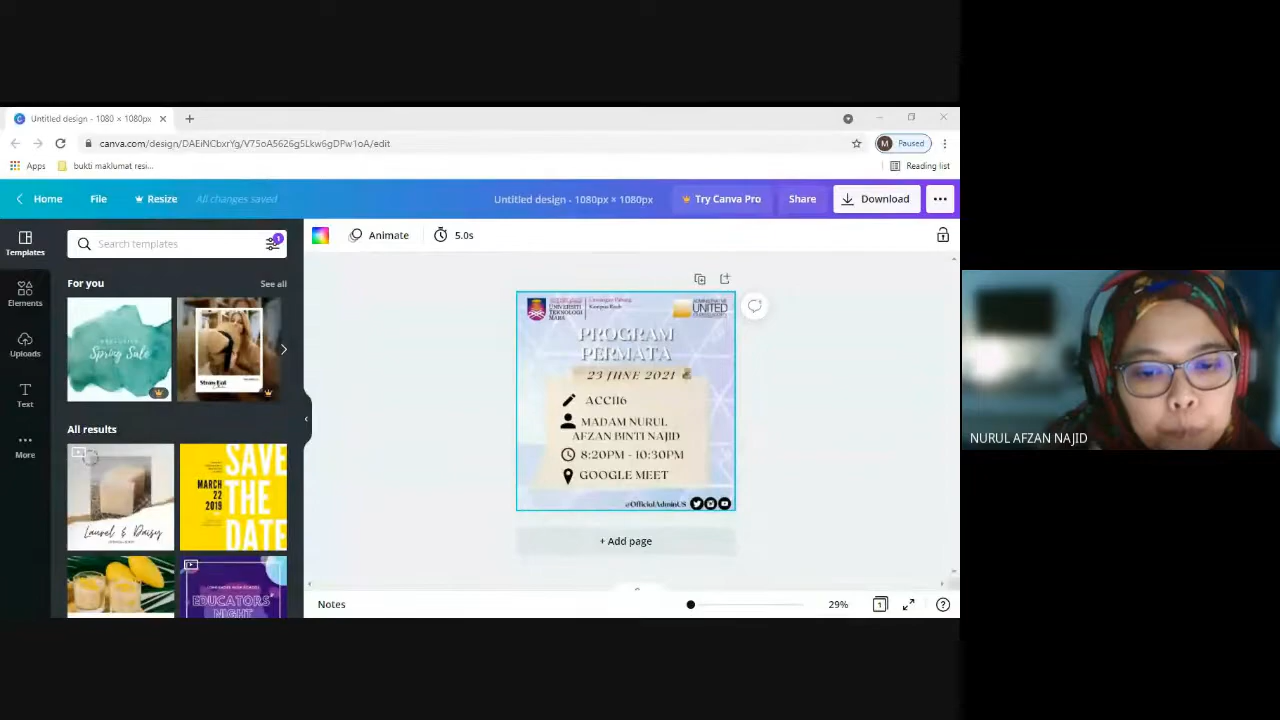 Untitled design - 1080 × 1080px
canva.com/design/DAEiNCbxrYg/V75oA5626g5Lkw6gDPw1oA/edit
M Paused
Apps bukti maklumat resi... Reading list
Home File Resize All changes saved Untitled design - 1080px × 1080px Try Canva Pro Share Download
Templates
Elements
Uploads
Text
More
Search templates
1
For you See all
Spring Sale
All results
Laurel & Daisy
SAVE
THE
DATE
MARCH
22
2019
EDUCATORS'
NIGHT
Animate 5.0s
UNIVERSITI
TEKNOLOGI
MARA
UNITED
PROGRAM
PERMATA
23 JUNE 2021
ACC116
MADAM NURUL
AFZAN BINTI NAJID
8:20PM - 10:30PM
GOOGLE MEET
@OfficialAdminUS
+ Add page
Notes 29% 1
NURUL AFZAN NAJID